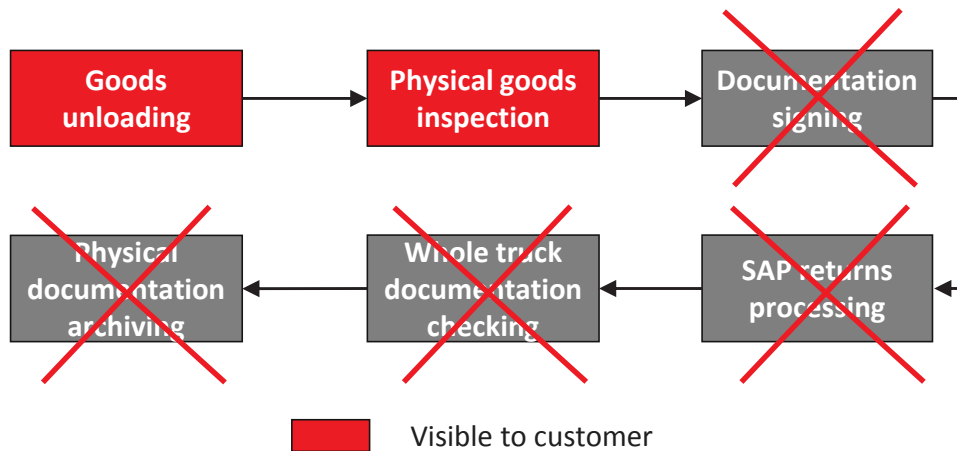 Goods
unloading
Physical goods
inspection
Documentation
signing
Physical
documentation
archiving
Whole truck
documentation
checking
SAP returns
processing
Visible to customer